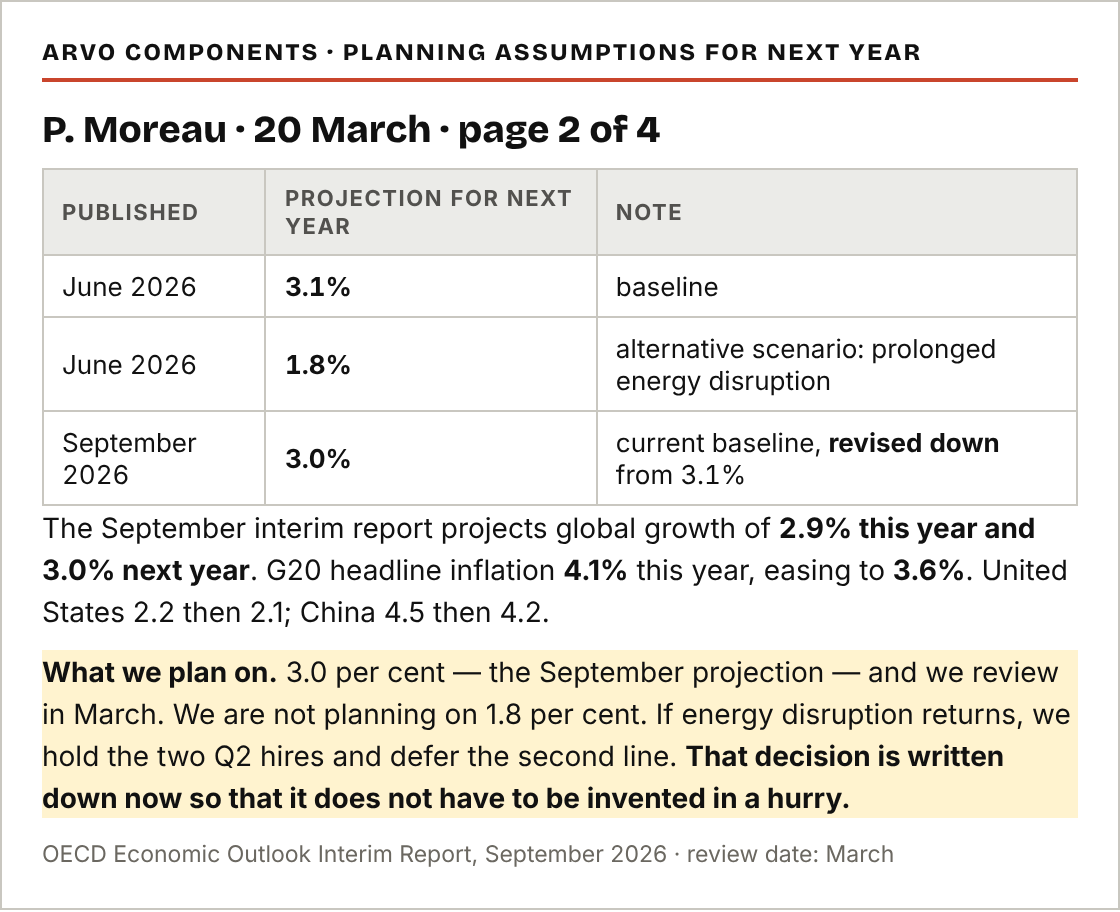 ARVO COMPONENTS · PLANNING ASSUMPTIONS FOR NEXT YEAR
P. Moreau · 20 March · page 2 of 4
PUBLISHED PROJECTION FOR NEXT YEAR NOTE
June 2026 3.1% baseline
June 2026 1.8% alternative scenario: prolonged energy disruption
September 2026 3.0% current baseline, revised down from 3.1%
The September interim report projects global growth of 2.9% this year and
3.0% next year. G20 headline inflation 4.1% this year, easing to 3.6%. United
States 2.2 then 2.1; China 4.5 then 4.2.
What we plan on. 3.0 per cent — the September projection — and we review
in March. We are not planning on 1.8 per cent. If energy disruption returns, we
hold the two Q2 hires and defer the second line. That decision is written
down now so that it does not have to be invented in a hurry.
OECD Economic Outlook Interim Report, September 2026 · review date: March